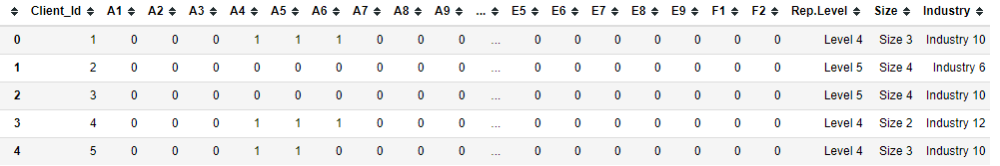 Client_Id A1 A2 A3 A4 A5 A6 A7 A8 A9 ... E5 E6 E7 E8 E9 F1 F2 Rep.Level Size Industry
0 1 0 0 0 1 1 1 0 0 0 ... 0 0 0 0 0 0 0 Level 4 Size 3 Industry 10
1 2 0 0 0 0 0 0 0 0 0 ... 0 0 0 0 0 0 0 Level 5 Size 4 Industry 6
2 3 0 0 0 0 0 0 0 0 0 ... 0 0 0 0 0 0 0 Level 5 Size 4 Industry 10
3 4 0 0 0 1 1 1 0 0 0 ... 0 0 0 0 0 0 0 Level 4 Size 2 Industry 12
4 5 0 0 0 1 1 0 0 0 0 ... 0 0 0 0 0 0 0 Level 4 Size 3 Industry 10